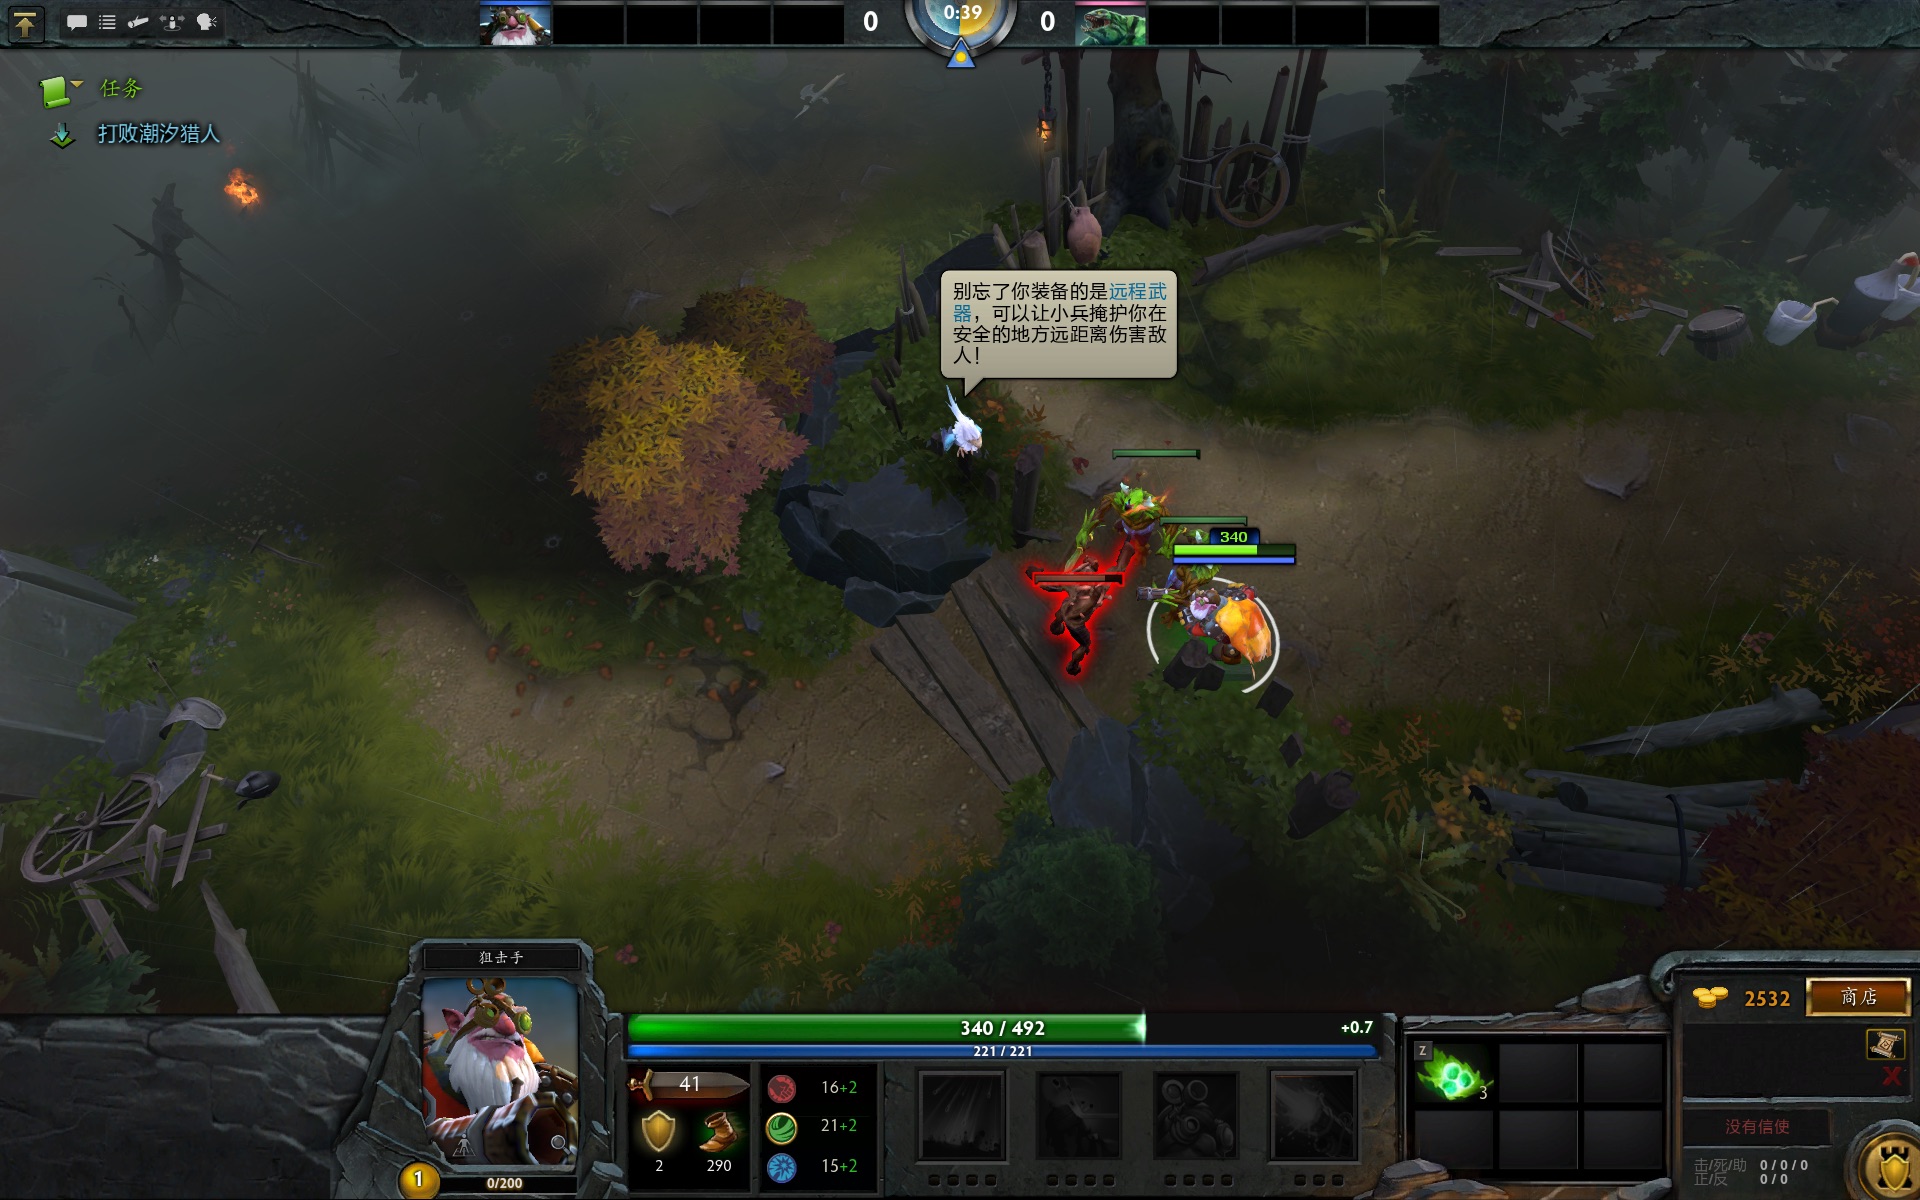 0
0:39
0
任务
打败潮汐猎人
别忘了你装备的是远程武
器，可以让小兵掩护你在
安全的地方远距离伤害敌
人！
340
狙击手
1
0/200
340 / 492
+0.7
221 / 221
41
2
290
16+2
21+2
15+2
Z
3
2532
商店
没有信使
击/死/助 0 / 0 / 0
正/反 0 / 0